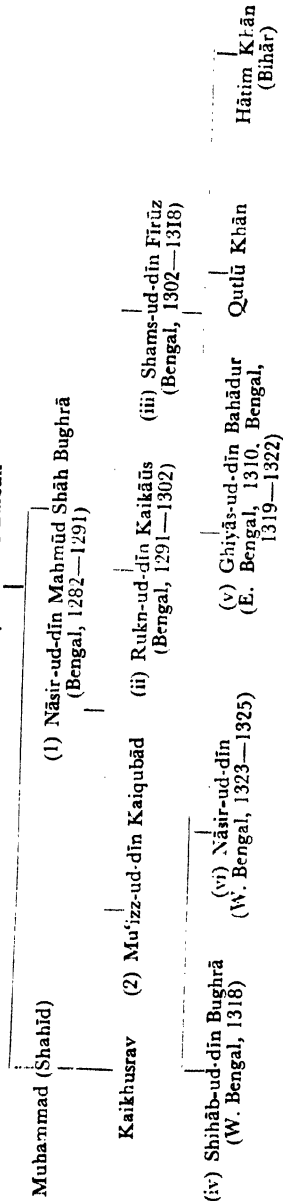 Muhammad (Shahīd)
(1) Nāsir-ud-dīn Mahmūd Shāh Bughrā
(Bengal, 1282—1291)
Kaikhusrav
(2) Mu‘izz-ud-dīn Kaiqubād
(ii) Rukn-ud-dīn Kaikāūs
(Bengal, 1291—1302)
(iii) Shams-ud-dīn Fīrūz
(Bengal, 1302—1318)
(iv) Shihāb-ud-dīn Bughrā
(W. Bengal, 1318)
(vi) Nāsir-ud-dīn
(W. Bengal, 1323—1325)
(v) Ghiyās-ud-dīn Bahādur
(E. Bengal, 1310. Bengal,
1319—1322)
Qutlū Khān
Hātim Khān
(Bihār)